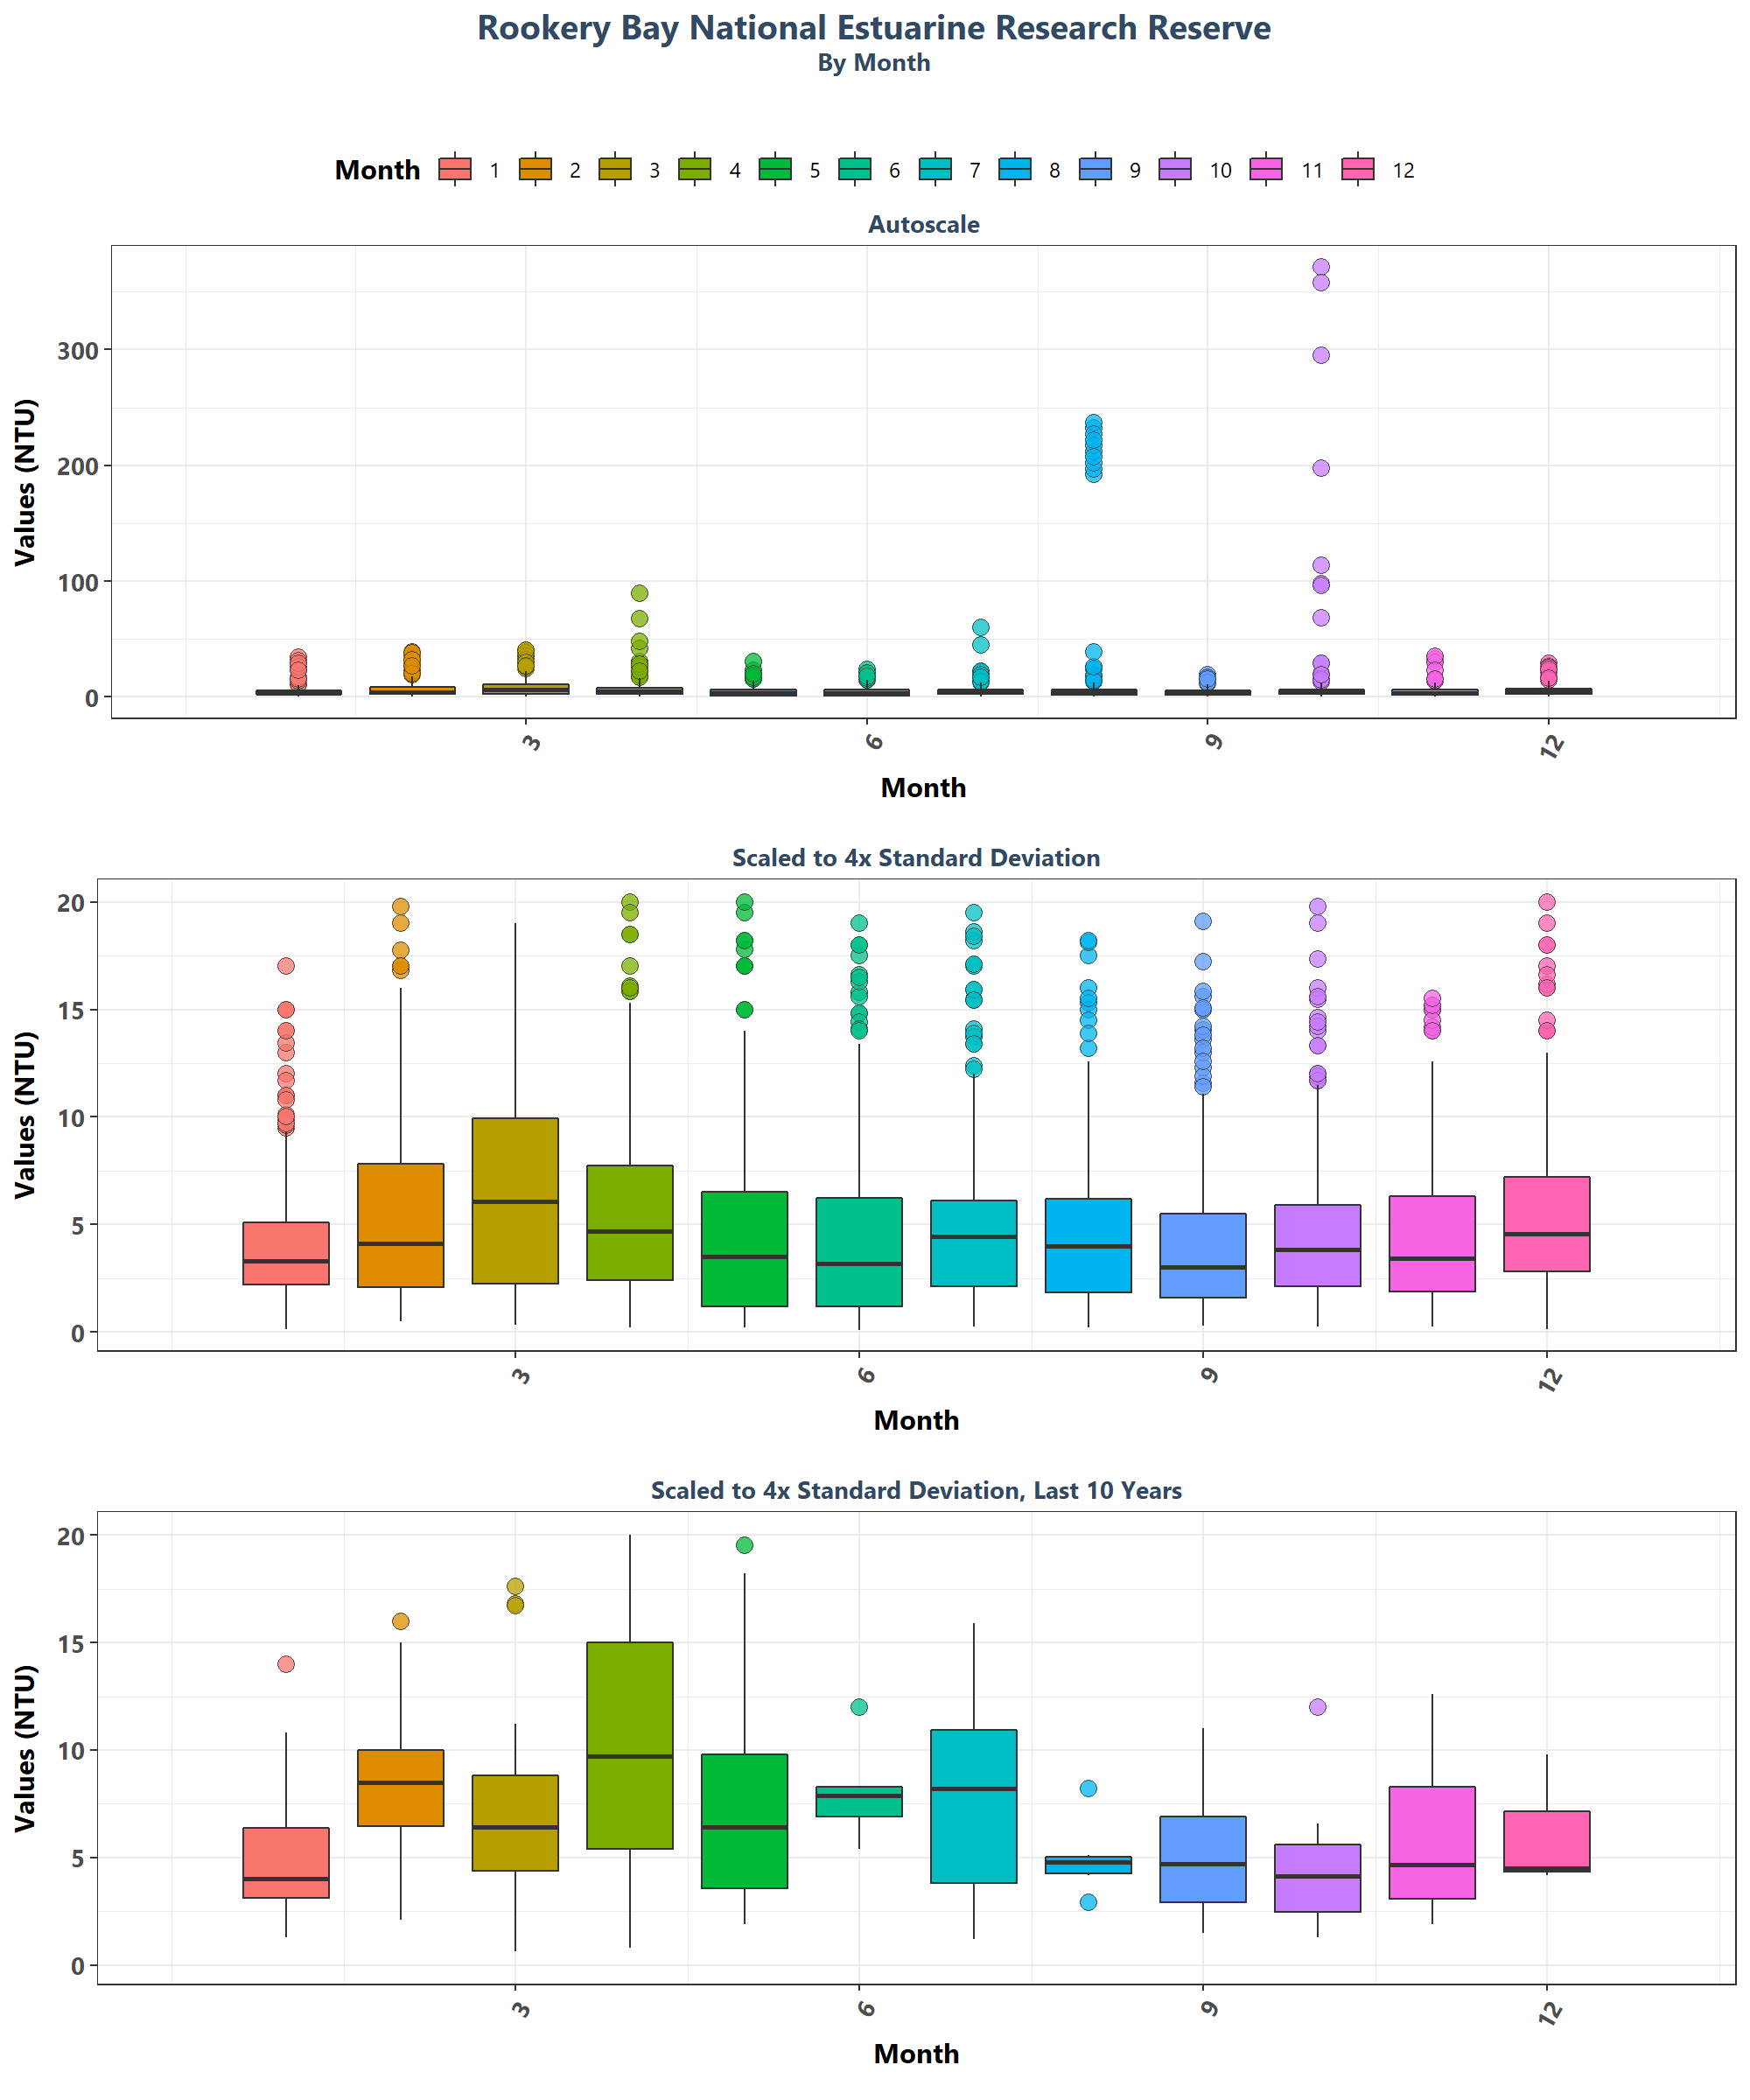 Rookery Bay National Estuarine Research Reserve
By Month
Month 1 2 3 4 5 6 7 8 9 10 11 12
Autoscale
Values (NTU)
300
200
100
0
3 6 9 12
Month
Scaled to 4x Standard Deviation
Values (NTU)
20
15
10
5
0
3 6 9 12
Month
Scaled to 4x Standard Deviation, Last 10 Years
Values (NTU)
20
15
10
5
0
3 6 9 12
Month